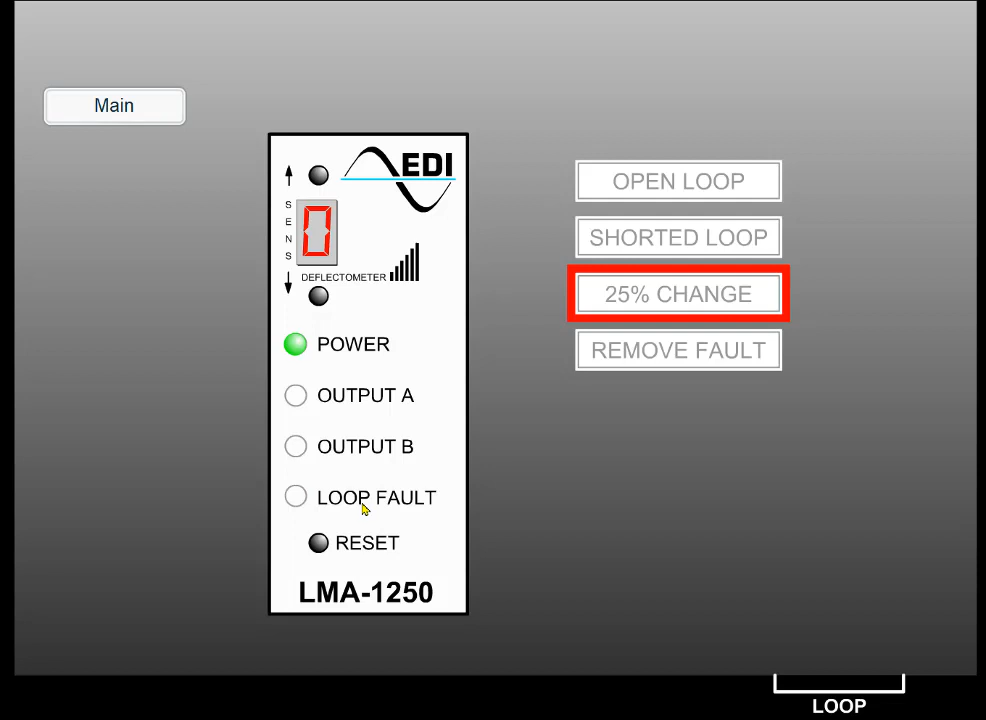 Main
EDI
SENS
0
DEFLECTOMETER
POWER
OUTPUT A
OUTPUT B
LOOP FAULT
RESET
LMA-1250
OPEN LOOP
SHORTED LOOP
25% CHANGE
REMOVE FAULT
LOOP